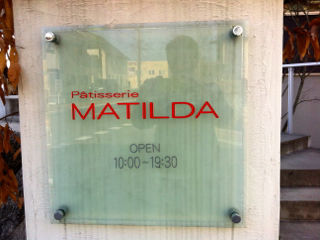 Pâtisserie
MATILDA
OPEN
10:00~19:30